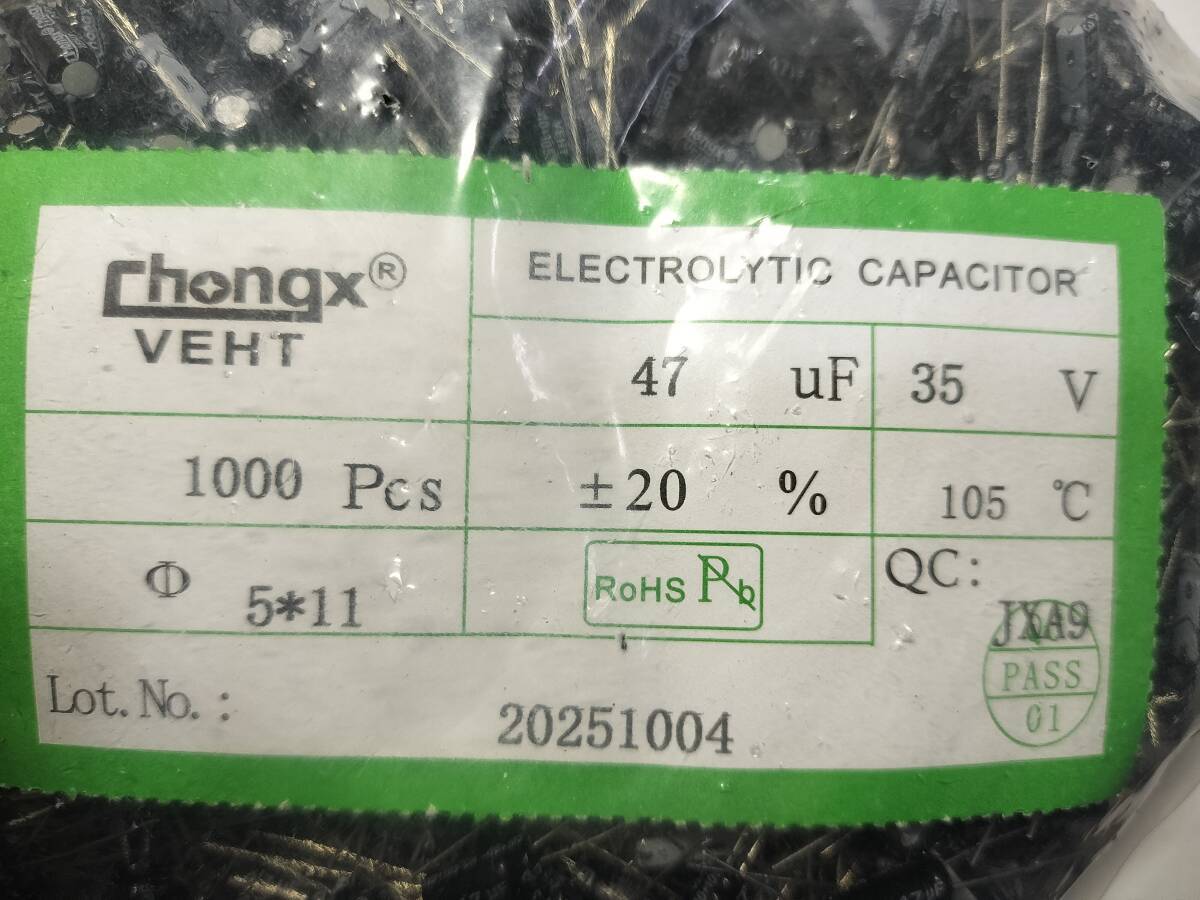 Chongx®
VEHT
ELECTROLYTIC CAPACITOR
47 uF
35 V
1000 Pcs
±20 %
105 ℃
Φ 5*11
RoHS Pb
QC:
JXA9
PASS
01
Lot.No.: 20251004